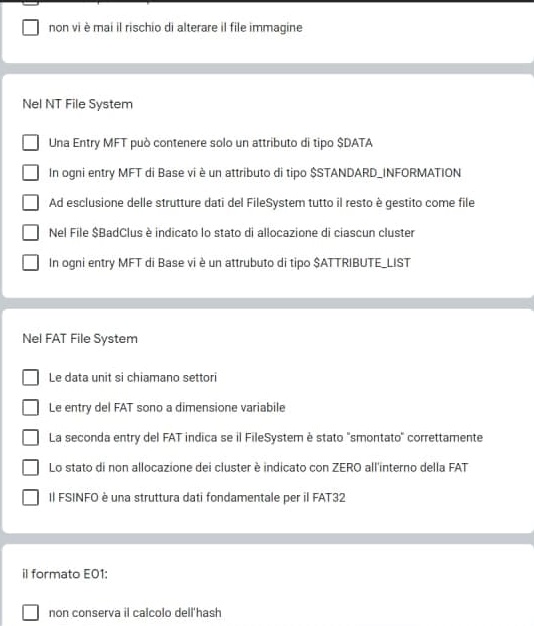 non vi è mai il rischio di alterare il file immagine
Nel NT File System
Una Entry MFT può contenere solo un attributo di tipo $DATA
In ogni entry MFT di Base vi è un attributo di tipo $STANDARD_INFORMATION
Ad esclusione delle strutture dati del FileSystem tutto il resto è gestito come file
Nel File $BadClus è indicato lo stato di allocazione di ciascun cluster
In ogni entry MFT di Base vi è un attrubuto di tipo $ATTRIBUTE_LIST
Nel FAT File System
Le data unit si chiamano settori
Le entry del FAT sono a dimensione variabile
La seconda entry del FAT indica se il FileSystem è stato "smontato" correttamente
Lo stato di non allocazione dei cluster è indicato con ZERO all'interno della FAT
Il FSINFO è una struttura dati fondamentale per il FAT32
il formato E01:
non conserva il calcolo dell'hash